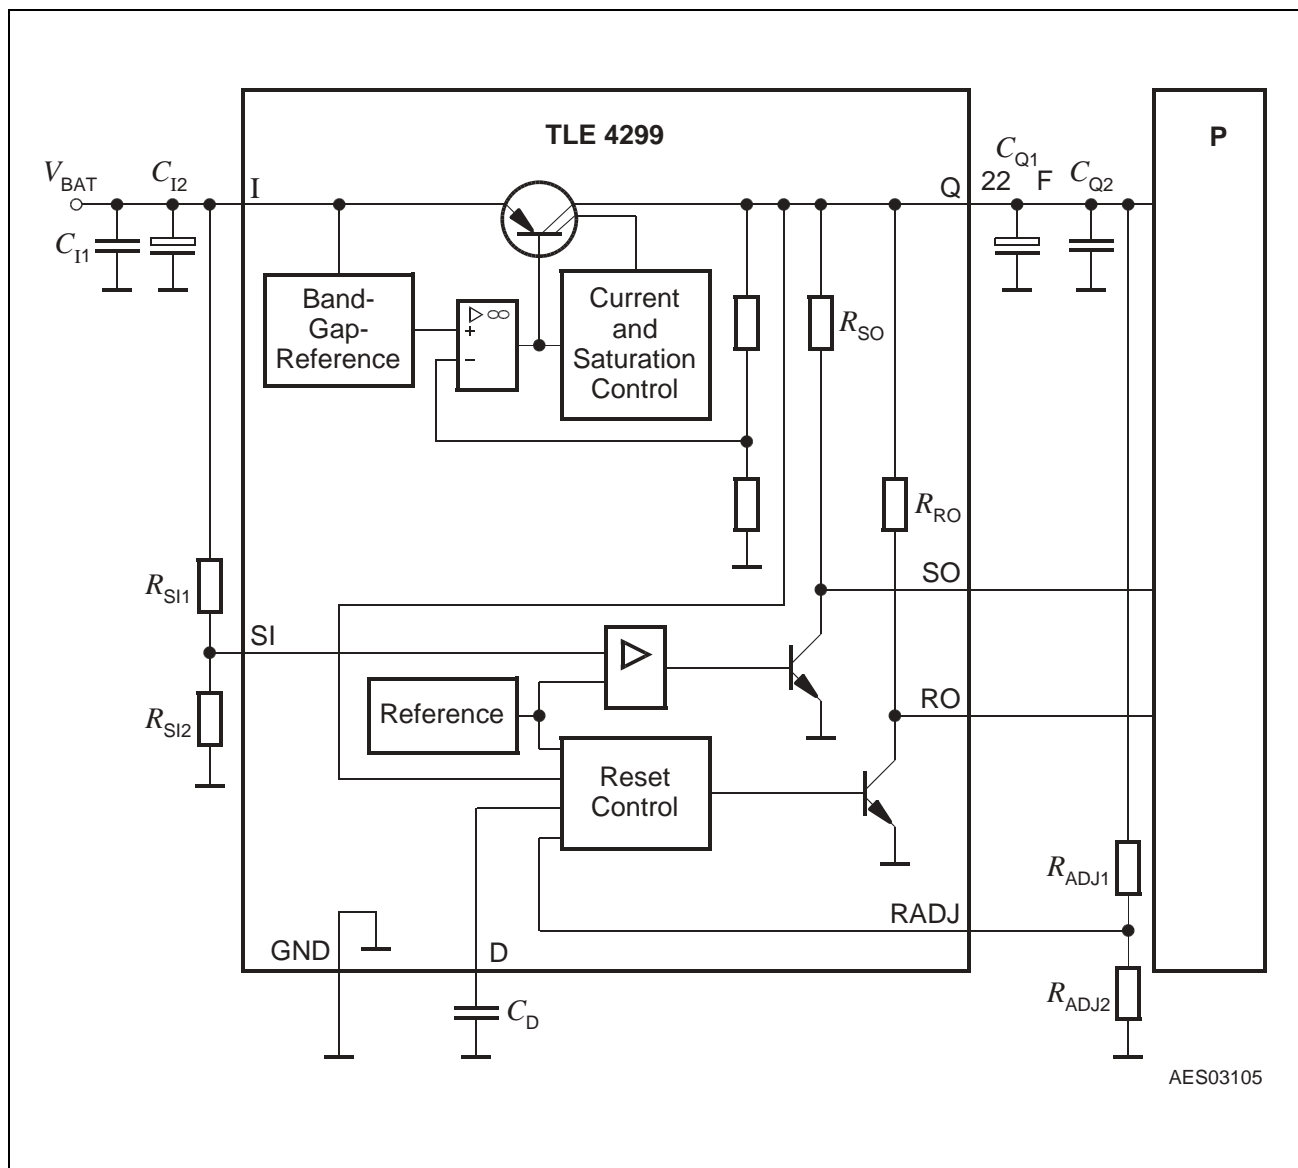 TLE 4299
P
V_BAT
C_I2
C_I1
I
Q
C_Q1
22 F
C_Q2
Band-
Gap-
Reference
▷ ∞
+
−
Current
and
Saturation
Control
R_SO
R_RO
SO
R_SI1
SI
R_SI2
Reference
▷
RO
Reset
Control
R_ADJ1
RADJ
GND
D
C_D
R_ADJ2
AES03105